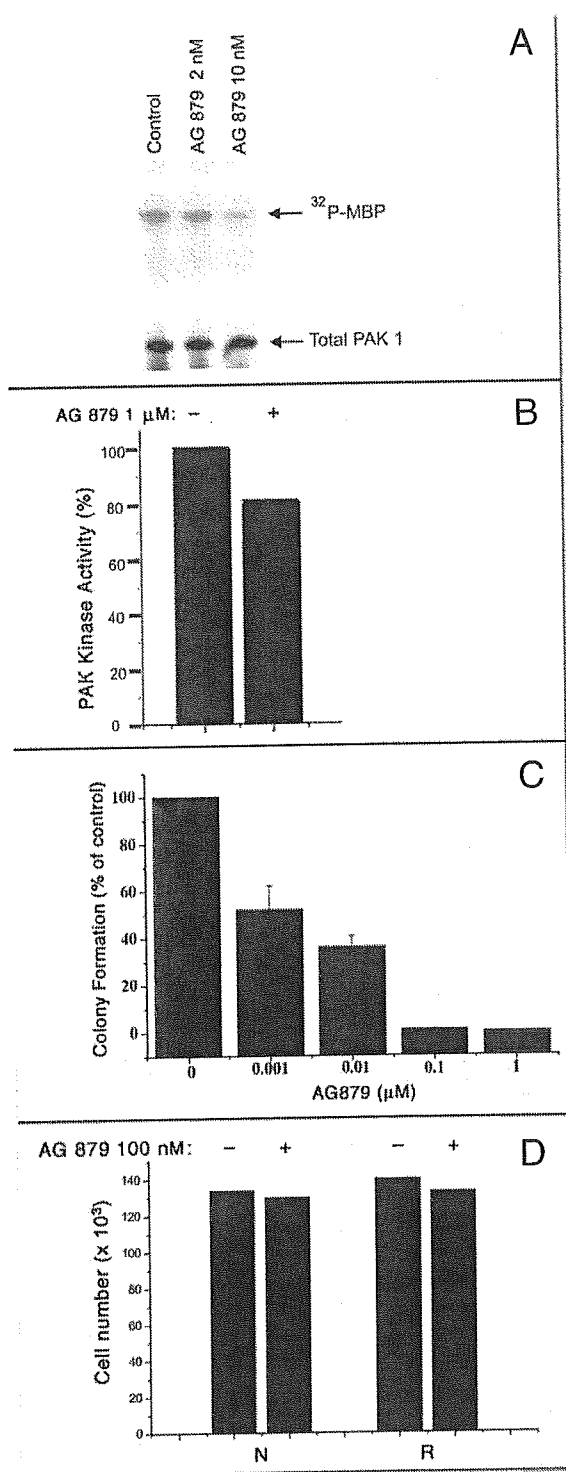 A
Control
AG 879 2 nM
AG 879 10 nM
32P-MBP
Total PAK 1
B
AG 879 1 μM: – +
PAK Kinase Activity (%)
100
80
60
40
20
0
C
Colony Formation (% of control)
100
80
60
40
20
0
0 0.001 0.01 0.1 1
AG879 (μM)
D
AG 879 100 nM: – + – +
Cell number (x 10³)
140
120
100
80
60
40
20
0
N R